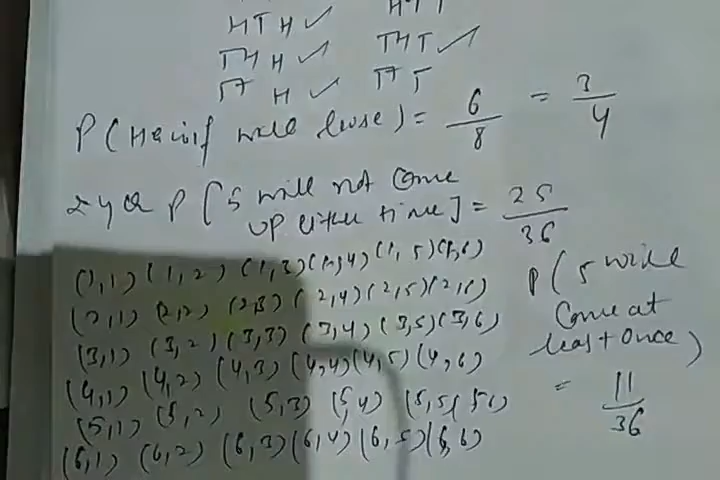 HTH ✓ HTT
THH ✓ THT ✓
TTH ✓ TTT
P(Hanif will loose) = 6/8 = 3/4
24 a P[5 will not come
up either time] = 25/36
(1,1) (1,2) (1,3) (1,4) (1,5) (1,6)
(2,1) (2,2) (2,3) (2,4) (2,5) (2,6)
(3,1) (3,2) (3,3) (3,4) (3,5) (3,6)
(4,1) (4,2) (4,3) (4,4) (4,5) (4,6)
(5,1) (5,2) (5,3) (5,4) (5,5) (5,6)
(6,1) (6,2) (6,3) (6,4) (6,5) (6,6)
P(5 will
come at
least once)
= 11/36